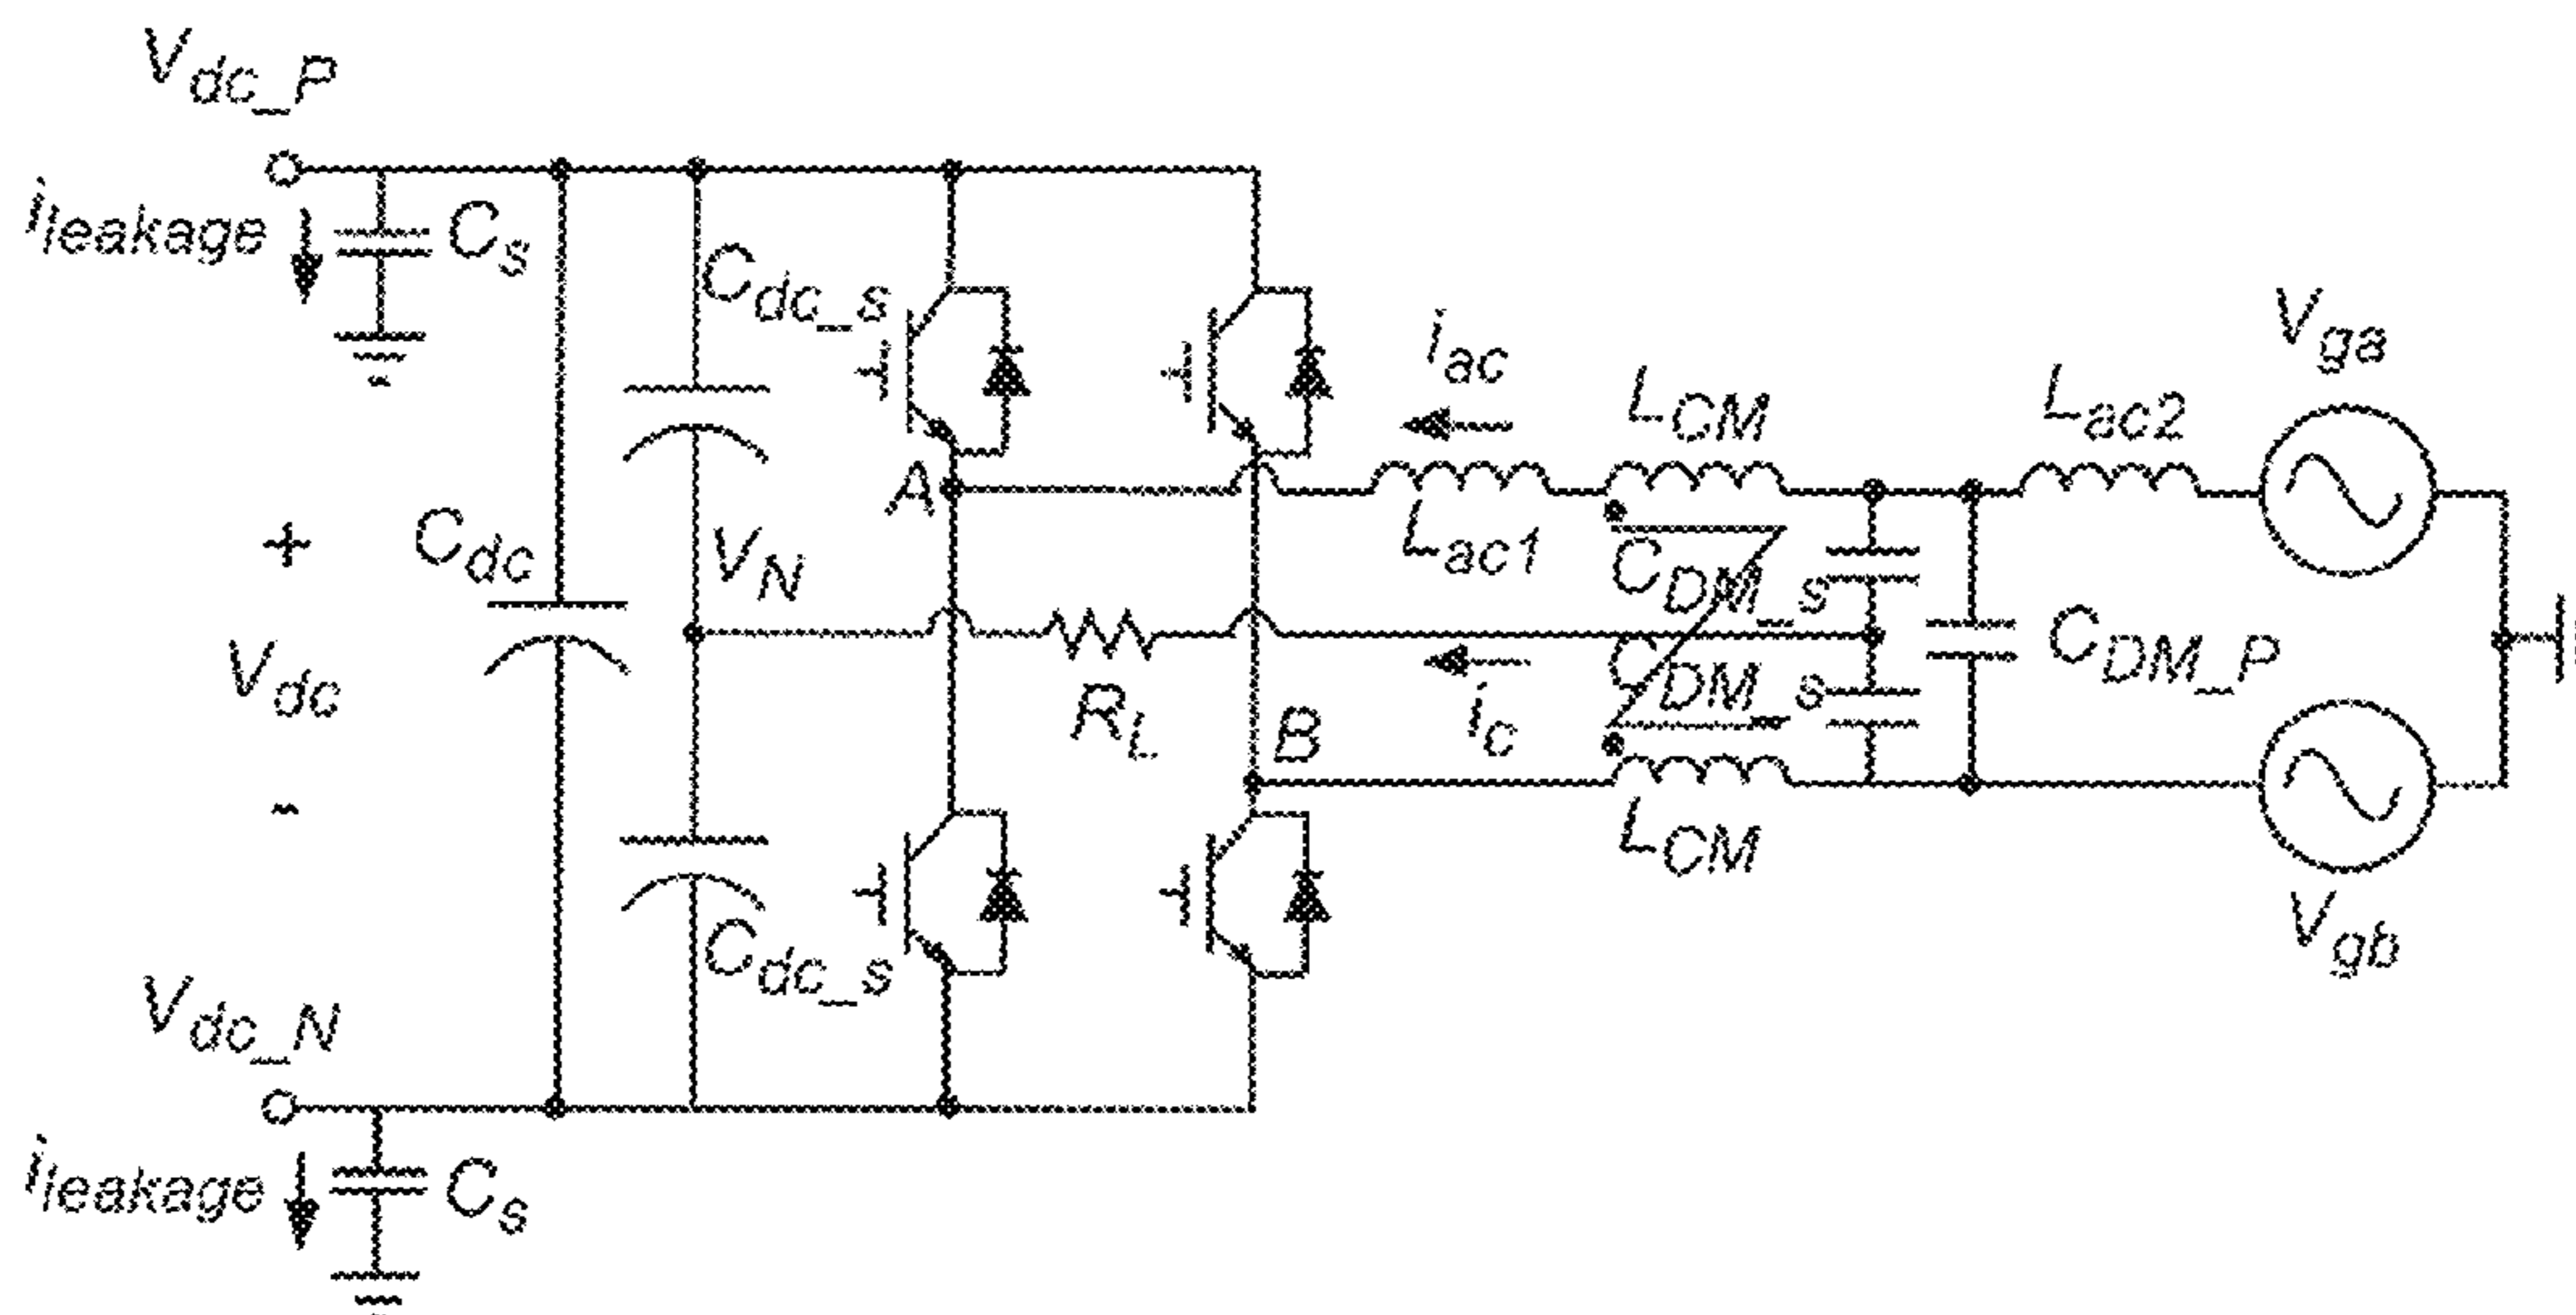 V_dc_P
i_leakage
C_s
C_dc_s
i_ac
L_CM
L_ac2
V_ga
A
L_ac1
C_DM_s
+
C_dc
V_N
V_dc
R_L
i_c
C_DM_s
C_DM_P
B
-
L_CM
V_gb
C_dc_s
V_dc_N
i_leakage
C_s